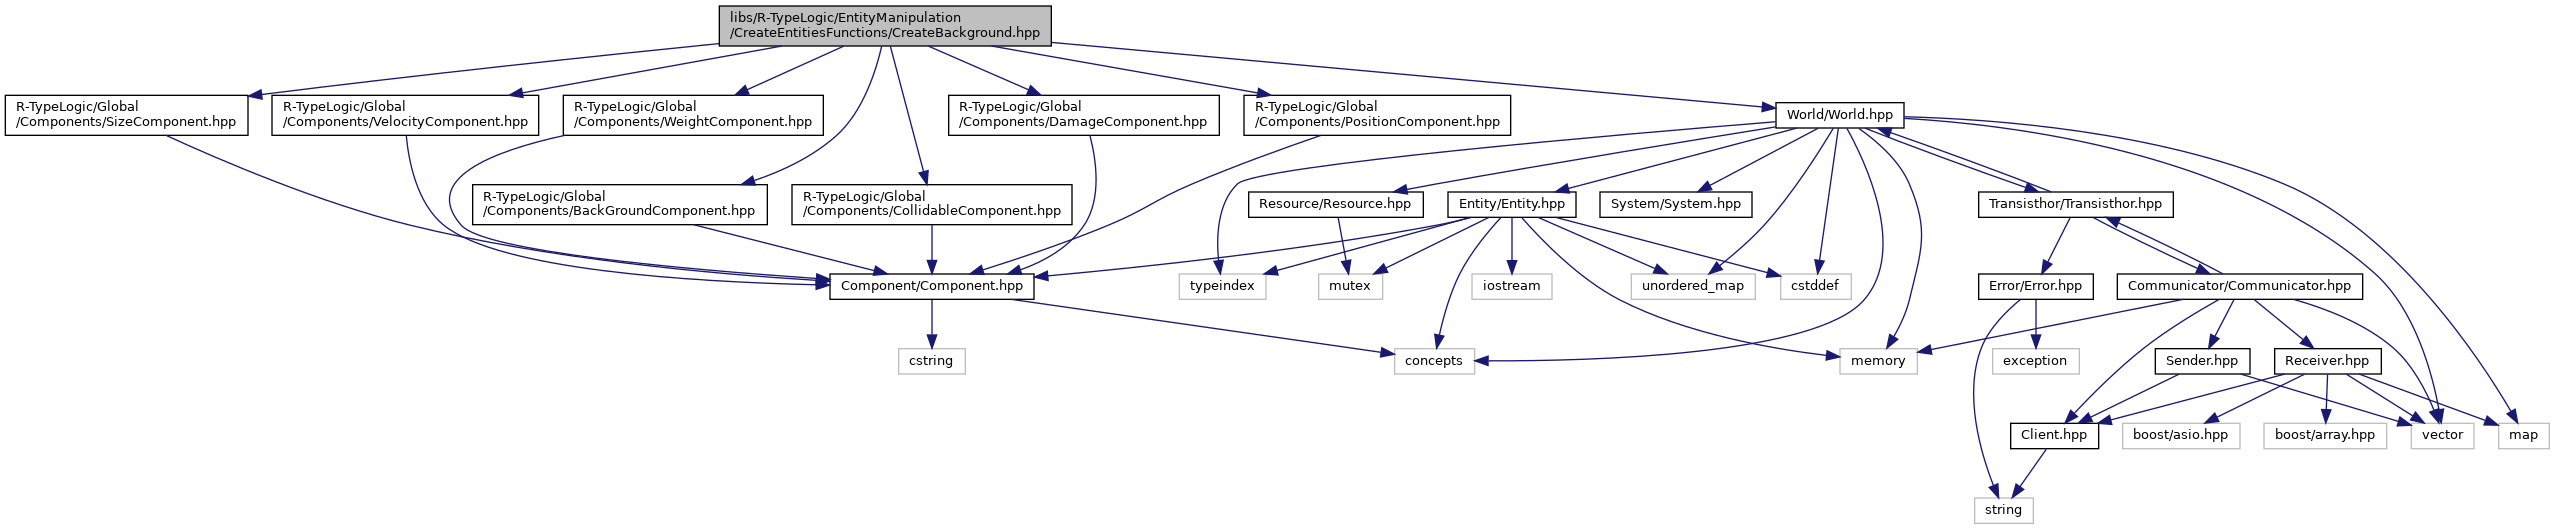 libs/R-TypeLogic/EntityManipulation
/CreateEntitiesFunctions/CreateBackground.hpp
R-TypeLogic/Global
/Components/SizeComponent.hpp
R-TypeLogic/Global
/Components/VelocityComponent.hpp
R-TypeLogic/Global
/Components/WeightComponent.hpp
R-TypeLogic/Global
/Components/DamageComponent.hpp
R-TypeLogic/Global
/Components/PositionComponent.hpp
World/World.hpp
R-TypeLogic/Global
/Components/BackGroundComponent.hpp
R-TypeLogic/Global
/Components/CollidableComponent.hpp
Resource/Resource.hpp
Entity/Entity.hpp
System/System.hpp
Transisthor/Transisthor.hpp
Component/Component.hpp
typeindex
mutex
iostream
unordered_map
cstddef
Error/Error.hpp
Communicator/Communicator.hpp
cstring
concepts
memory
exception
Sender.hpp
Receiver.hpp
Client.hpp
boost/asio.hpp
boost/array.hpp
vector
map
string